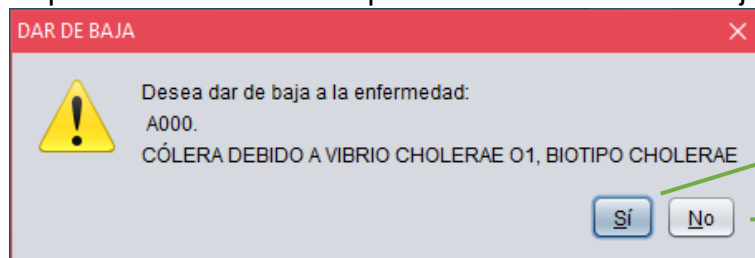 DAR DE BAJA
Desea dar de baja a la enfermedad:
A000.
CÓLERA DEBIDO A VIBRIO CHOLERAE O1, BIOTIPO CHOLERAE
Sí No